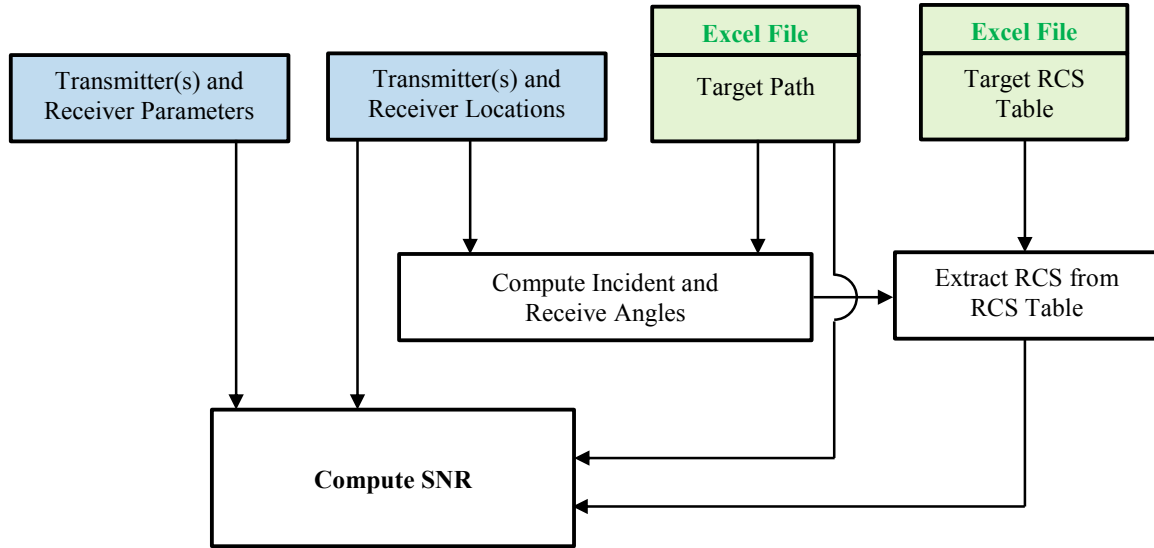 Transmitter(s) and
Receiver Parameters
Transmitter(s) and
Receiver Locations
Excel File
Target Path
Excel File
Target RCS
Table
Compute Incident and
Receive Angles
Extract RCS from
RCS Table
Compute SNR